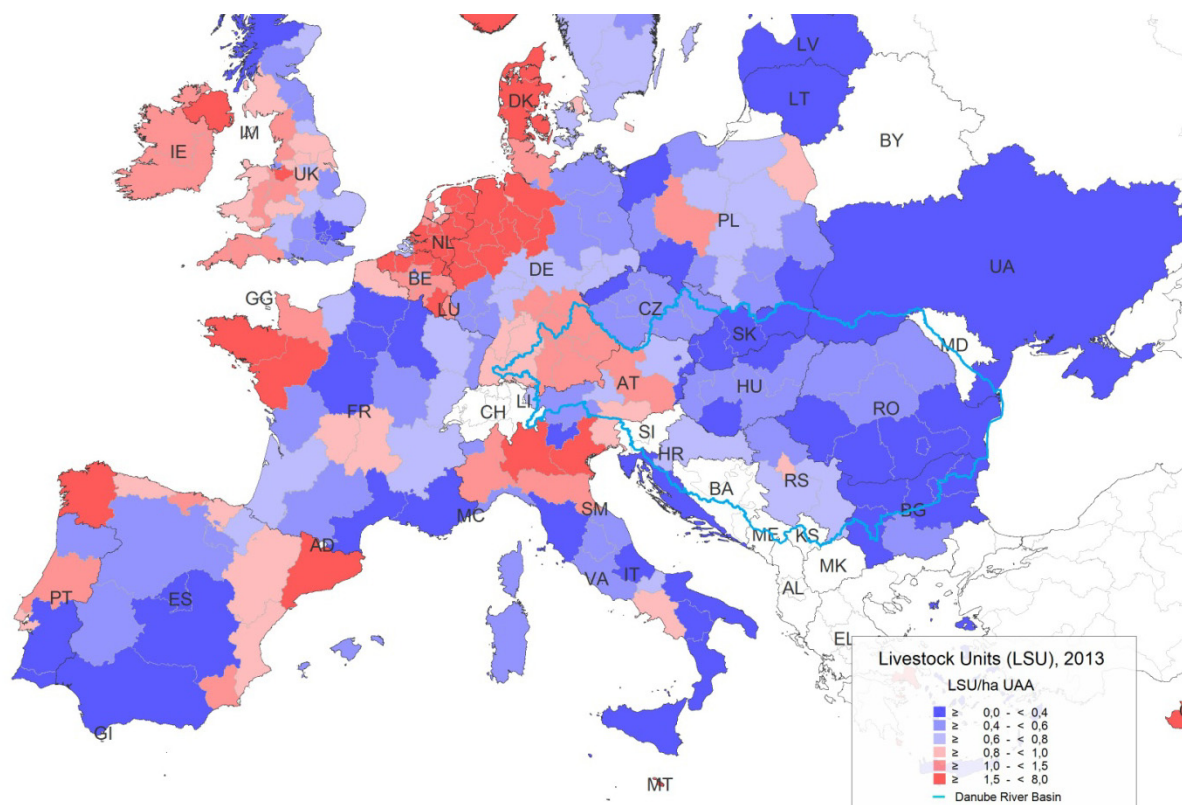 LV
LT
DK
BY
IM
IE
UK
PL
NL
DE
UA
BE
GG
LU
CZ
SK
MD
AT
HU
FR
LI
CH
RO
SI
HR
BA
RS
SM
BG
MC
ME
KS
AD
MK
IT
VA
PT
ES
AL
EL
GI
MT
Livestock Units (LSU), 2013
LSU/ha UAA
≥ 0,0 - < 0,4
≥ 0,4 - < 0,6
≥ 0,6 - < 0,8
≥ 0,8 - < 1,0
≥ 1,0 - < 1,5
≥ 1,5 - < 8,0
Danube River Basin